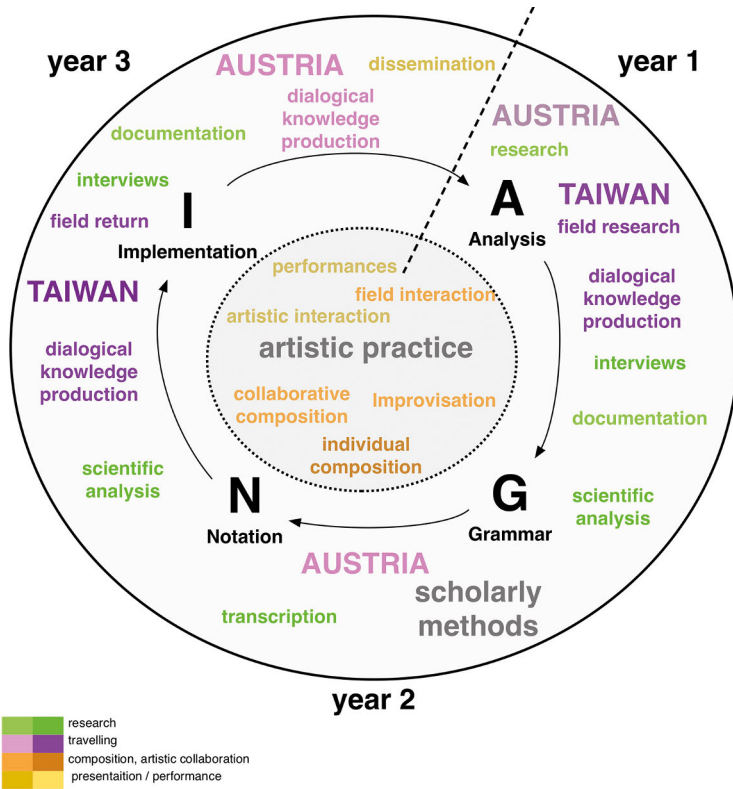 year 3
year 1
AUSTRIA
dissemination
dialogical
knowledge
production
documentation
interviews
field return
I
Implementation
AUSTRIA
research
A
Analysis
TAIWAN
field research
dialogical
knowledge
production
interviews
documentation
scientific
analysis
performances
field interaction
artistic interaction
artistic practice
collaborative
composition
Improvisation
individual
composition
TAIWAN
dialogical
knowledge
production
scientific
analysis
N
Notation
G
Grammar
AUSTRIA
scholarly
methods
transcription
year 2
research
travelling
composition, artistic collaboration
presentaition / performance